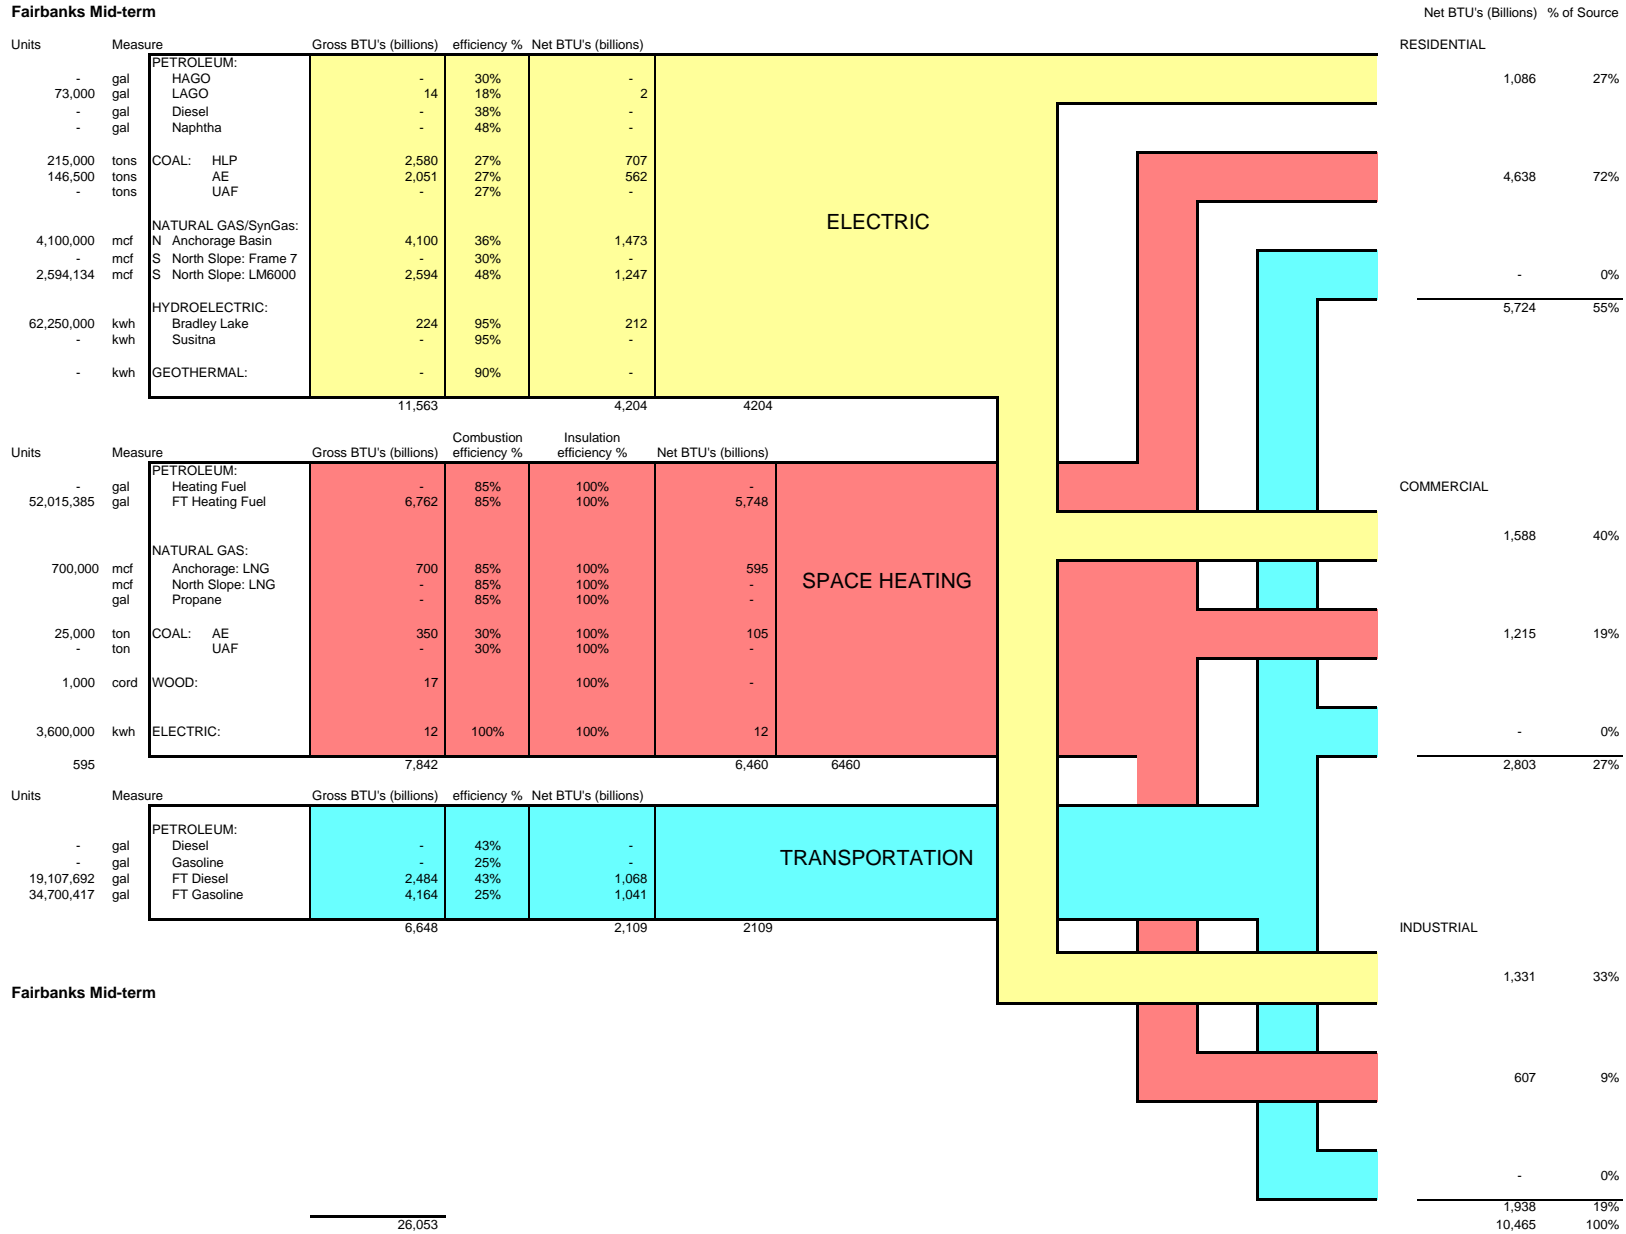 Fairbanks Mid-term
Net BTU's (Billions) % of Source
Units Measure Gross BTU's (billions) efficiency % Net BTU's (billions) RESIDENTIAL
PETROLEUM:
- gal HAGO - 30% - 1,086 27%
73,000 gal LAGO 14 18% 2
- gal Diesel - 38% -
- gal Naphtha - 48% -
215,000 tons COAL: HLP 2,580 27% 707
146,500 tons AE 2,051 27% 562 4,638 72%
- tons UAF - 27% -
ELECTRIC
NATURAL GAS/SynGas:
4,100,000 mcf N Anchorage Basin 4,100 36% 1,473
- mcf S North Slope: Frame 7 - 30% -
2,594,134 mcf S North Slope: LM6000 2,594 48% 1,247 - 0%
HYDROELECTRIC: 5,724 55%
62,250,000 kwh Bradley Lake 224 95% 212
- kwh Susitna - 95% -
- kwh GEOTHERMAL: - 90% -
11,563 4,204 4204
Combustion Insulation
Units Measure Gross BTU's (billions) efficiency % efficiency % Net BTU's (billions)
PETROLEUM:
- gal Heating Fuel - 85% 100% - COMMERCIAL
52,015,385 gal FT Heating Fuel 6,762 85% 100% 5,748
1,588 40%
NATURAL GAS:
700,000 mcf Anchorage: LNG 700 85% 100% 595
SPACE HEATING
mcf North Slope: LNG - 85% 100% -
gal Propane - 85% 100% -
25,000 ton COAL: AE 350 30% 100% 105 1,215 19%
- ton UAF - 30% 100% -
1,000 cord WOOD: 17 100% -
3,600,000 kwh ELECTRIC: 12 100% 100% 12 - 0%
595 7,842 6,460 6460 2,803 27%
Units Measure Gross BTU's (billions) efficiency % Net BTU's (billions)
PETROLEUM:
- gal Diesel - 43% -
TRANSPORTATION
- gal Gasoline - 25% -
19,107,692 gal FT Diesel 2,484 43% 1,068
34,700,417 gal FT Gasoline 4,164 25% 1,041
6,648 2,109 2109 INDUSTRIAL
1,331 33%
Fairbanks Mid-term
607 9%
- 0%
1,938 19%
26,053 10,465 100%